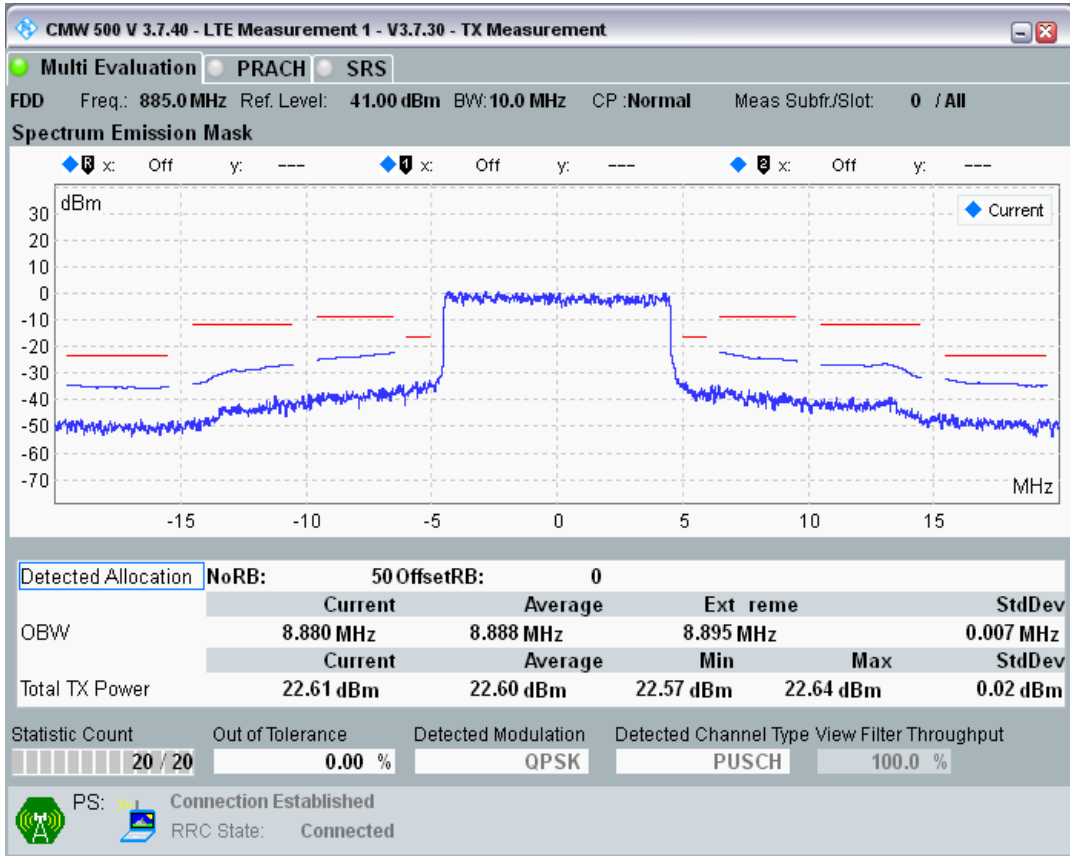 CMW 500 V 3.7.40 - LTE Measurement 1 - V3.7.30 - TX Measurement
Multi Evaluation PRACH SRS
FDD Freq.: 885.0 MHz Ref. Level: 41.00 dBm BW: 10.0 MHz CP :Normal Meas Subfr./Slot: 0 / All
Spectrum Emission Mask
R x: Off y: --- 1 x: Off y: --- 2 x: Off y: ---
dBm
Current
30
20
10
0
-10
-20
-30
-40
-50
-60
-70
MHz
-15 -10 -5 0 5 10 15
Detected Allocation NoRB: 50 OffsetRB: 0
Current Average Ext reme StdDev
OBW 8.880 MHz 8.888 MHz 8.895 MHz 0.007 MHz
Current Average Min Max StdDev
Total TX Power 22.61 dBm 22.60 dBm 22.57 dBm 22.64 dBm 0.02 dBm
Statistic Count Out of Tolerance Detected Modulation Detected Channel Type View Filter Throughput
20 / 20 0.00 % QPSK PUSCH 100.0 %
PS: Connection Established
RRC State: Connected